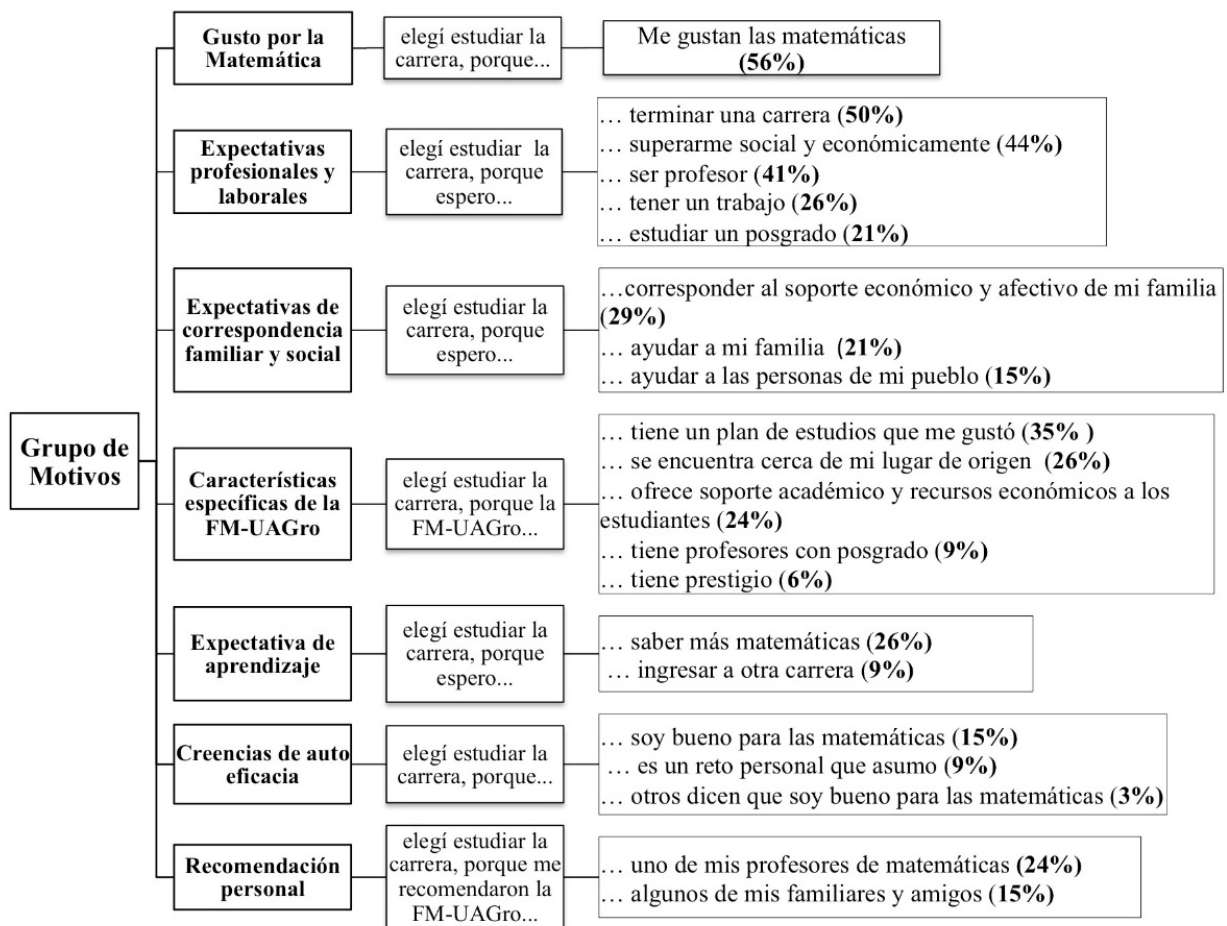 Grupo de
Motivos
Gusto por la
Matemática
elegí estudiar la
carrera, porque...
Me gustan las matemáticas
(56%)
Expectativas
profesionales y
laborales
elegí estudiar la
carrera, porque
espero...
… terminar una carrera (50%)
… superarme social y económicamente (44%)
… ser profesor (41%)
… tener un trabajo (26%)
… estudiar un posgrado (21%)
Expectativas de
correspondencia
familiar y social
elegí estudiar la
carrera, porque
espero...
…corresponder al soporte económico y afectivo de mi familia
(29%)
… ayudar a mi familia (21%)
… ayudar a las personas de mi pueblo (15%)
Características
específicas de la
FM-UAGro
elegí estudiar la
carrera, porque la
FM-UAGro...
… tiene un plan de estudios que me gustó (35% )
… se encuentra cerca de mi lugar de origen (26%)
… ofrece soporte académico y recursos económicos a los
estudiantes (24%)
… tiene profesores con posgrado (9%)
… tiene prestigio (6%)
Expectativa de
aprendizaje
elegí estudiar la
carrera, porque
espero...
… saber más matemáticas (26%)
… ingresar a otra carrera (9%)
Creencias de auto
eficacia
elegí estudiar la
carrera, porque...
… soy bueno para las matemáticas (15%)
… es un reto personal que asumo (9%)
… otros dicen que soy bueno para las matemáticas (3%)
Recomendación
personal
elegí estudiar la
carrera, porque me
recomendaron la
FM-UAGro...
… uno de mis profesores de matemáticas (24%)
… algunos de mis familiares y amigos (15%)